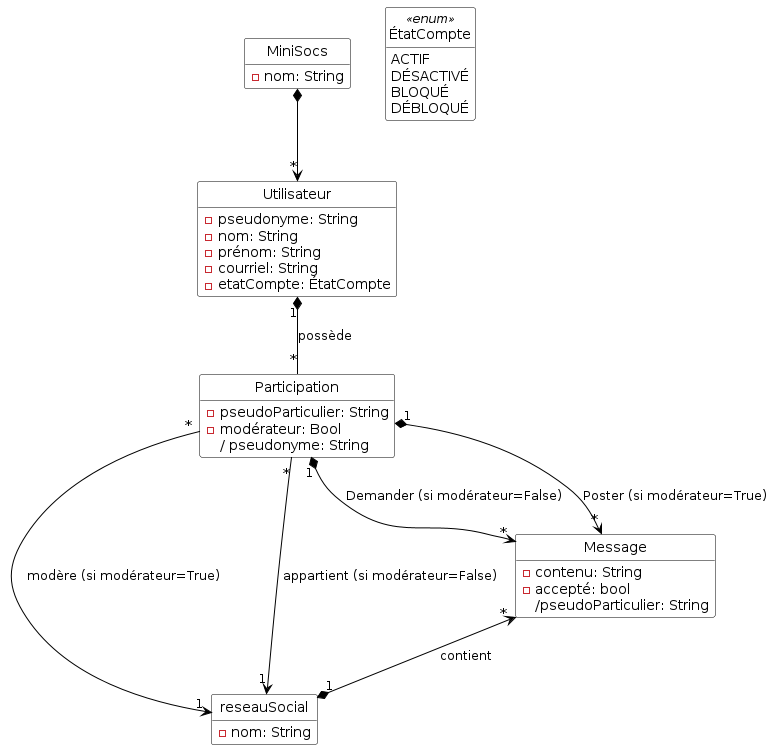 MiniSocs
nom: String
«enum»
ÉtatCompte
ACTIF
DÉSACTIVÉ
BLOQUÉ
DÉBLOQUÉ
*
Utilisateur
pseudonyme: String
nom: String
prénom: String
courriel: String
etatCompte: ÉtatCompte
1
possède
*
Participation
pseudoParticulier: String
modérateur: Bool
/ pseudonyme: String
* * 1 1
Demander (si modérateur=False)
Poster (si modérateur=True)
* *
Message
contenu: String
accepté: bool
/pseudoParticulier: String
modère (si modérateur=True)
appartient (si modérateur=False)
*
contient
1 1 1
reseauSocial
nom: String